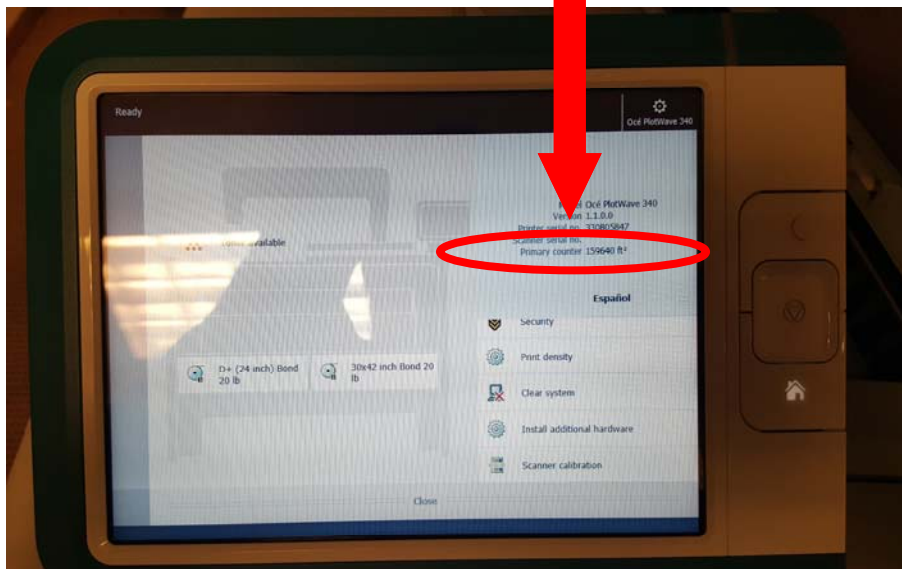 Ready
Océ PlotWave 340
Océ PlotWave 340
Version 1.1.0.0
Printer serial no. 330805847
Scanner serial no.
Primary counter 159640 ft²
available
Español
Security
D+ (24 inch) Bond
20 lb
30x42 inch Bond 20
lb
Print density
Clear system
Install additional hardware
Scanner calibration
Close